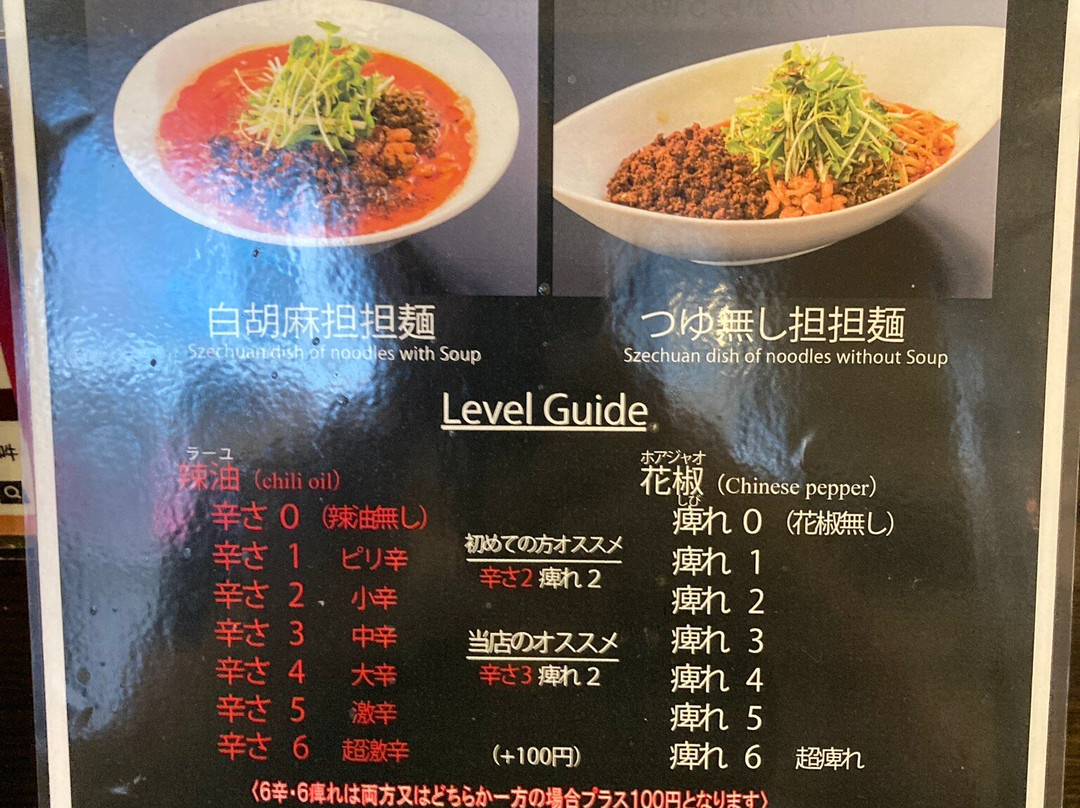 白胡麻担担麺
Szechuan dish of noodles with Soup
つゆ無し担担麺
Szechuan dish of noodles without Soup
Level Guide
ラーユ
辣油 (chili oil)
辛さ 0 (辣油無し)
辛さ 1 ピリ辛
辛さ 2 小辛
辛さ 3 中辛
辛さ 4 大辛
辛さ 5 激辛
辛さ 6 超激辛
初めての方オススメ
辛さ2 痺れ 2
当店のオススメ
辛さ3 痺れ 2
(+100円)
ホアジャオ
花椒 (Chinese pepper)
しび
痺れ 0 (花椒無し)
痺れ 1
痺れ 2
痺れ 3
痺れ 4
痺れ 5
痺れ 6 超痺れ
〈6辛・6痺れは両方又はどちらか一方の場合プラス100円となります〉